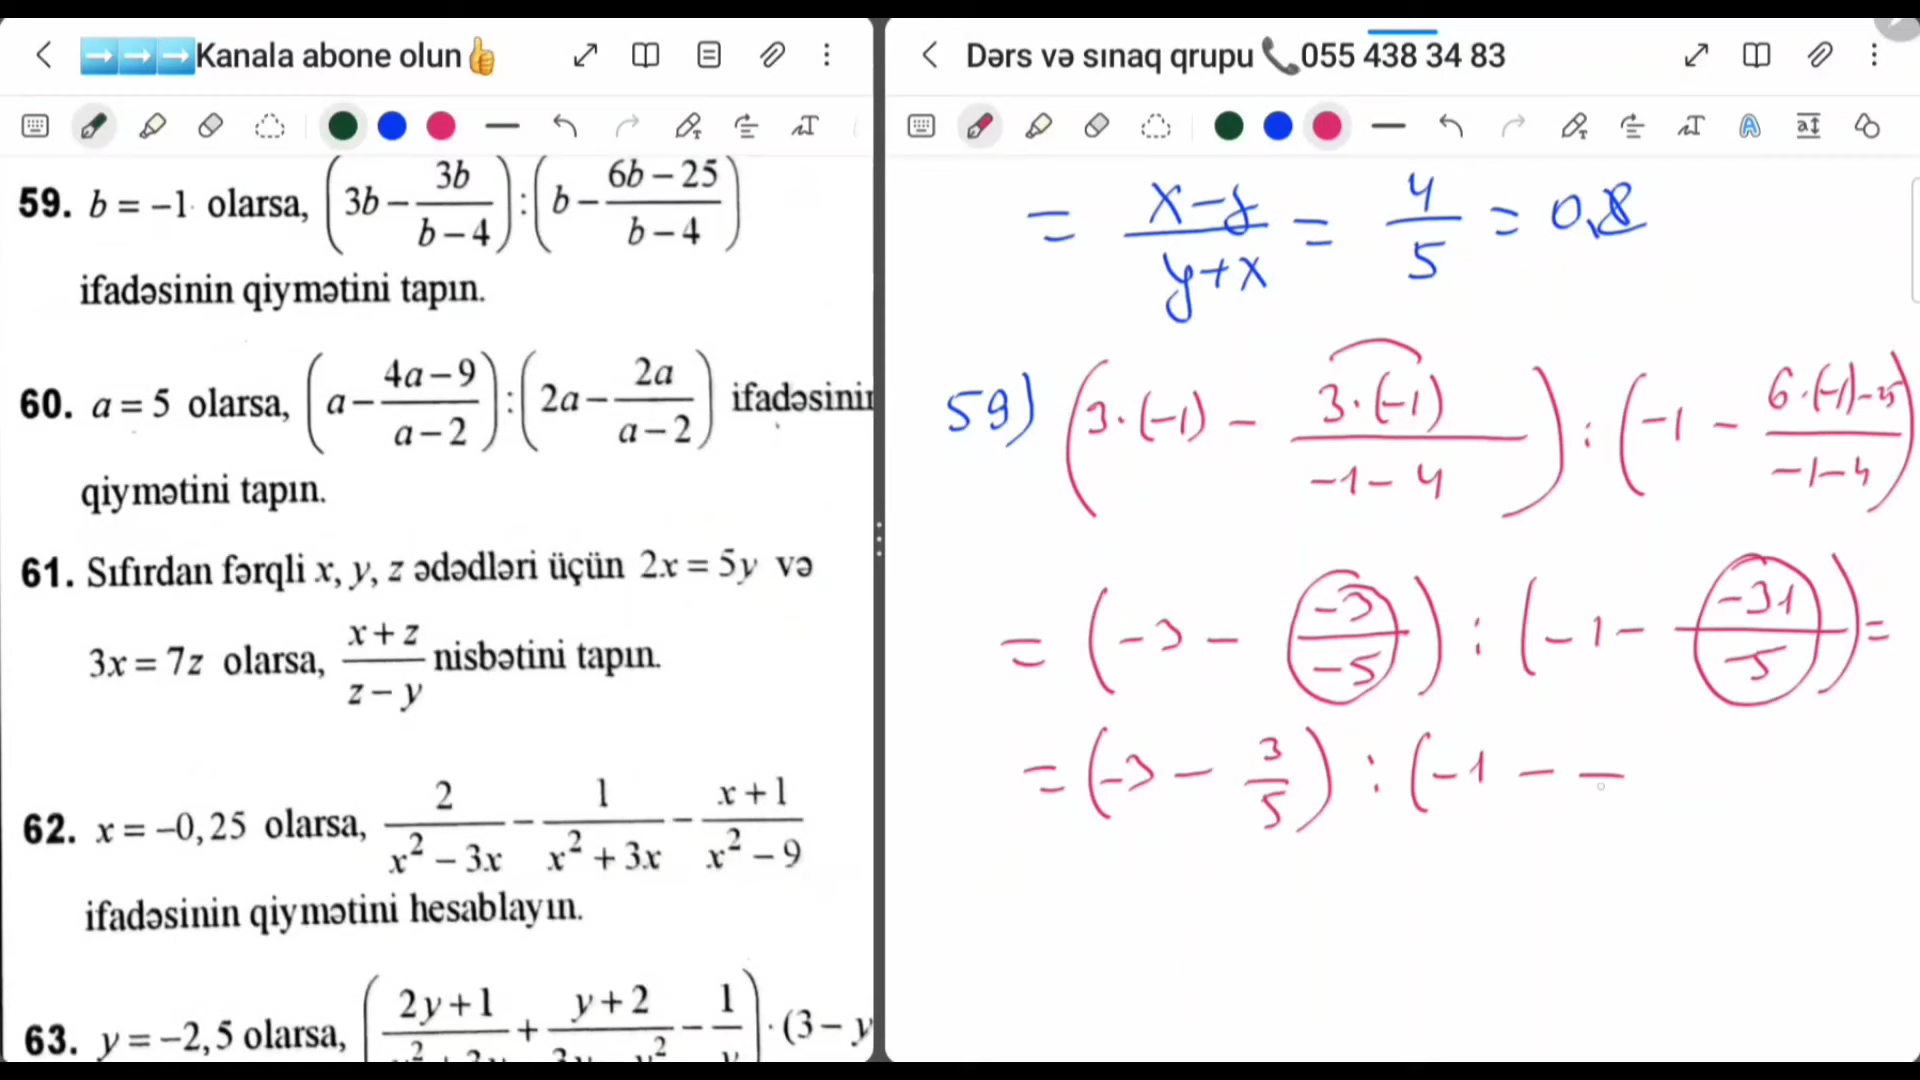 ➡️➡️➡️Kanala abone olun👍
59. b = −1 olarsa, (3b − 3b/(b − 4)) : (b − (6b − 25)/(b − 4))
ifadəsinin qiymətini tapın.
60. a = 5 olarsa, (a − (4a − 9)/(a − 2)) : (2a − 2a/(a − 2)) ifadəsinin
qiymətini tapın.
61. Sıfırdan fərqli x, y, z ədədləri üçün 2x = 5y və
3x = 7z olarsa, (x + z)/(z − y) nisbətini tapın.
62. x = −0,25 olarsa, 2/(x² − 3x) − 1/(x² + 3x) − (x + 1)/(x² − 9)
ifadəsinin qiymətini hesablayın.
63. y = −2,5 olarsa, ((2y + 1)/ + (y + 2)/ − 1/y) · (3 − y
Dərs və sınaq qrupu 📞055 438 34 83
= (x − y)/(y + x) = 4/5 = 0,8
59) (3·(−1) − 3·(−1)/(−1 − 4)) : (−1 − (6·(−1) − 25)/(−1 − 4))
= (−3 − (−3)/(−5)) : (−1 − (−31)/(−5)) =
= (−3 − 3/5) : (−1 − —